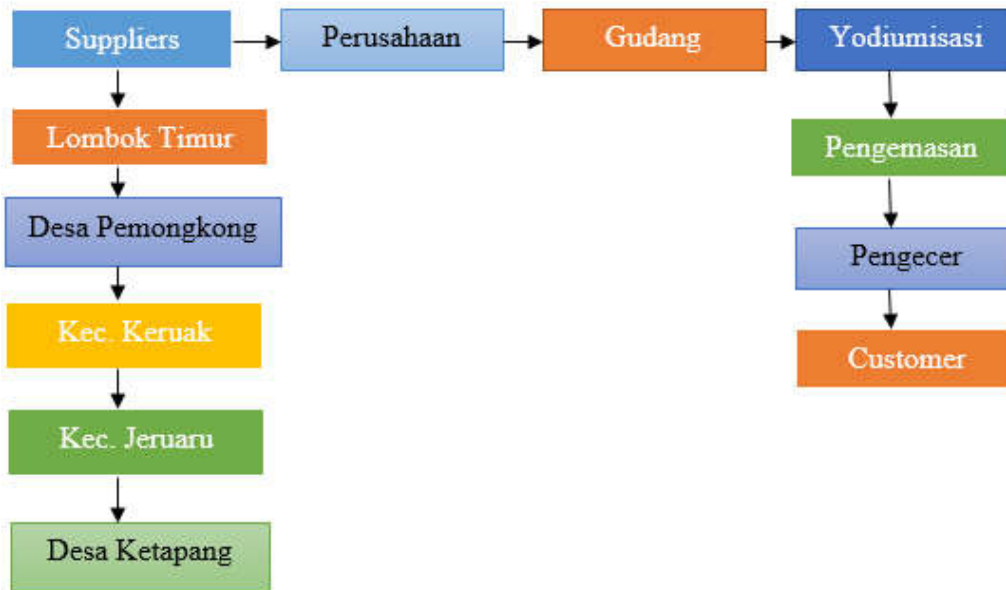 Suppliers
Perusahaan
Gudang
Yodiumisasi
Lombok Timur
Pengemasan
Desa Pemongkong
Pengecer
Kec. Keruak
Customer
Kec. Jeruaru
Desa Ketapang